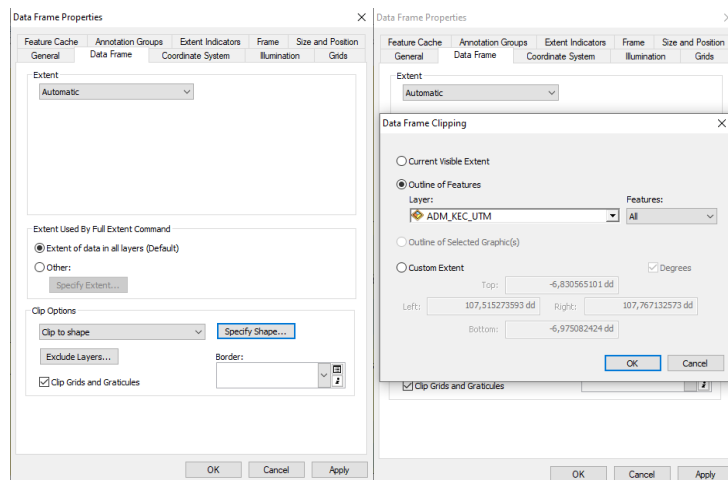 Data Frame Properties
Feature Cache Annotation Groups Extent Indicators Frame Size and Position
General Data Frame Coordinate System Illumination Grids
Extent
Automatic
Extent Used By Full Extent Command
Extent of data in all layers (Default)
Other:
Specify Extent...
Clip Options
Clip to shape Specify Shape...
Exclude Layers... Border:
Clip Grids and Graticules
OK Cancel Apply
Data Frame Properties
Feature Cache Annotation Groups Extent Indicators Frame Size and Position
General Data Frame Coordinate System Illumination Grids
Extent
Automatic
Data Frame Clipping
Current Visible Extent
Outline of Features
Layer: Features:
ADM_KEC_UTM All
Outline of Selected Graphic(s)
Custom Extent Degrees
Top: -6,830565101 dd
Left: 107,515273593 dd Right: 107,767132573 dd
Bottom: -6,975082424 dd
OK Cancel
Clip Grids and Graticules
OK Cancel Apply